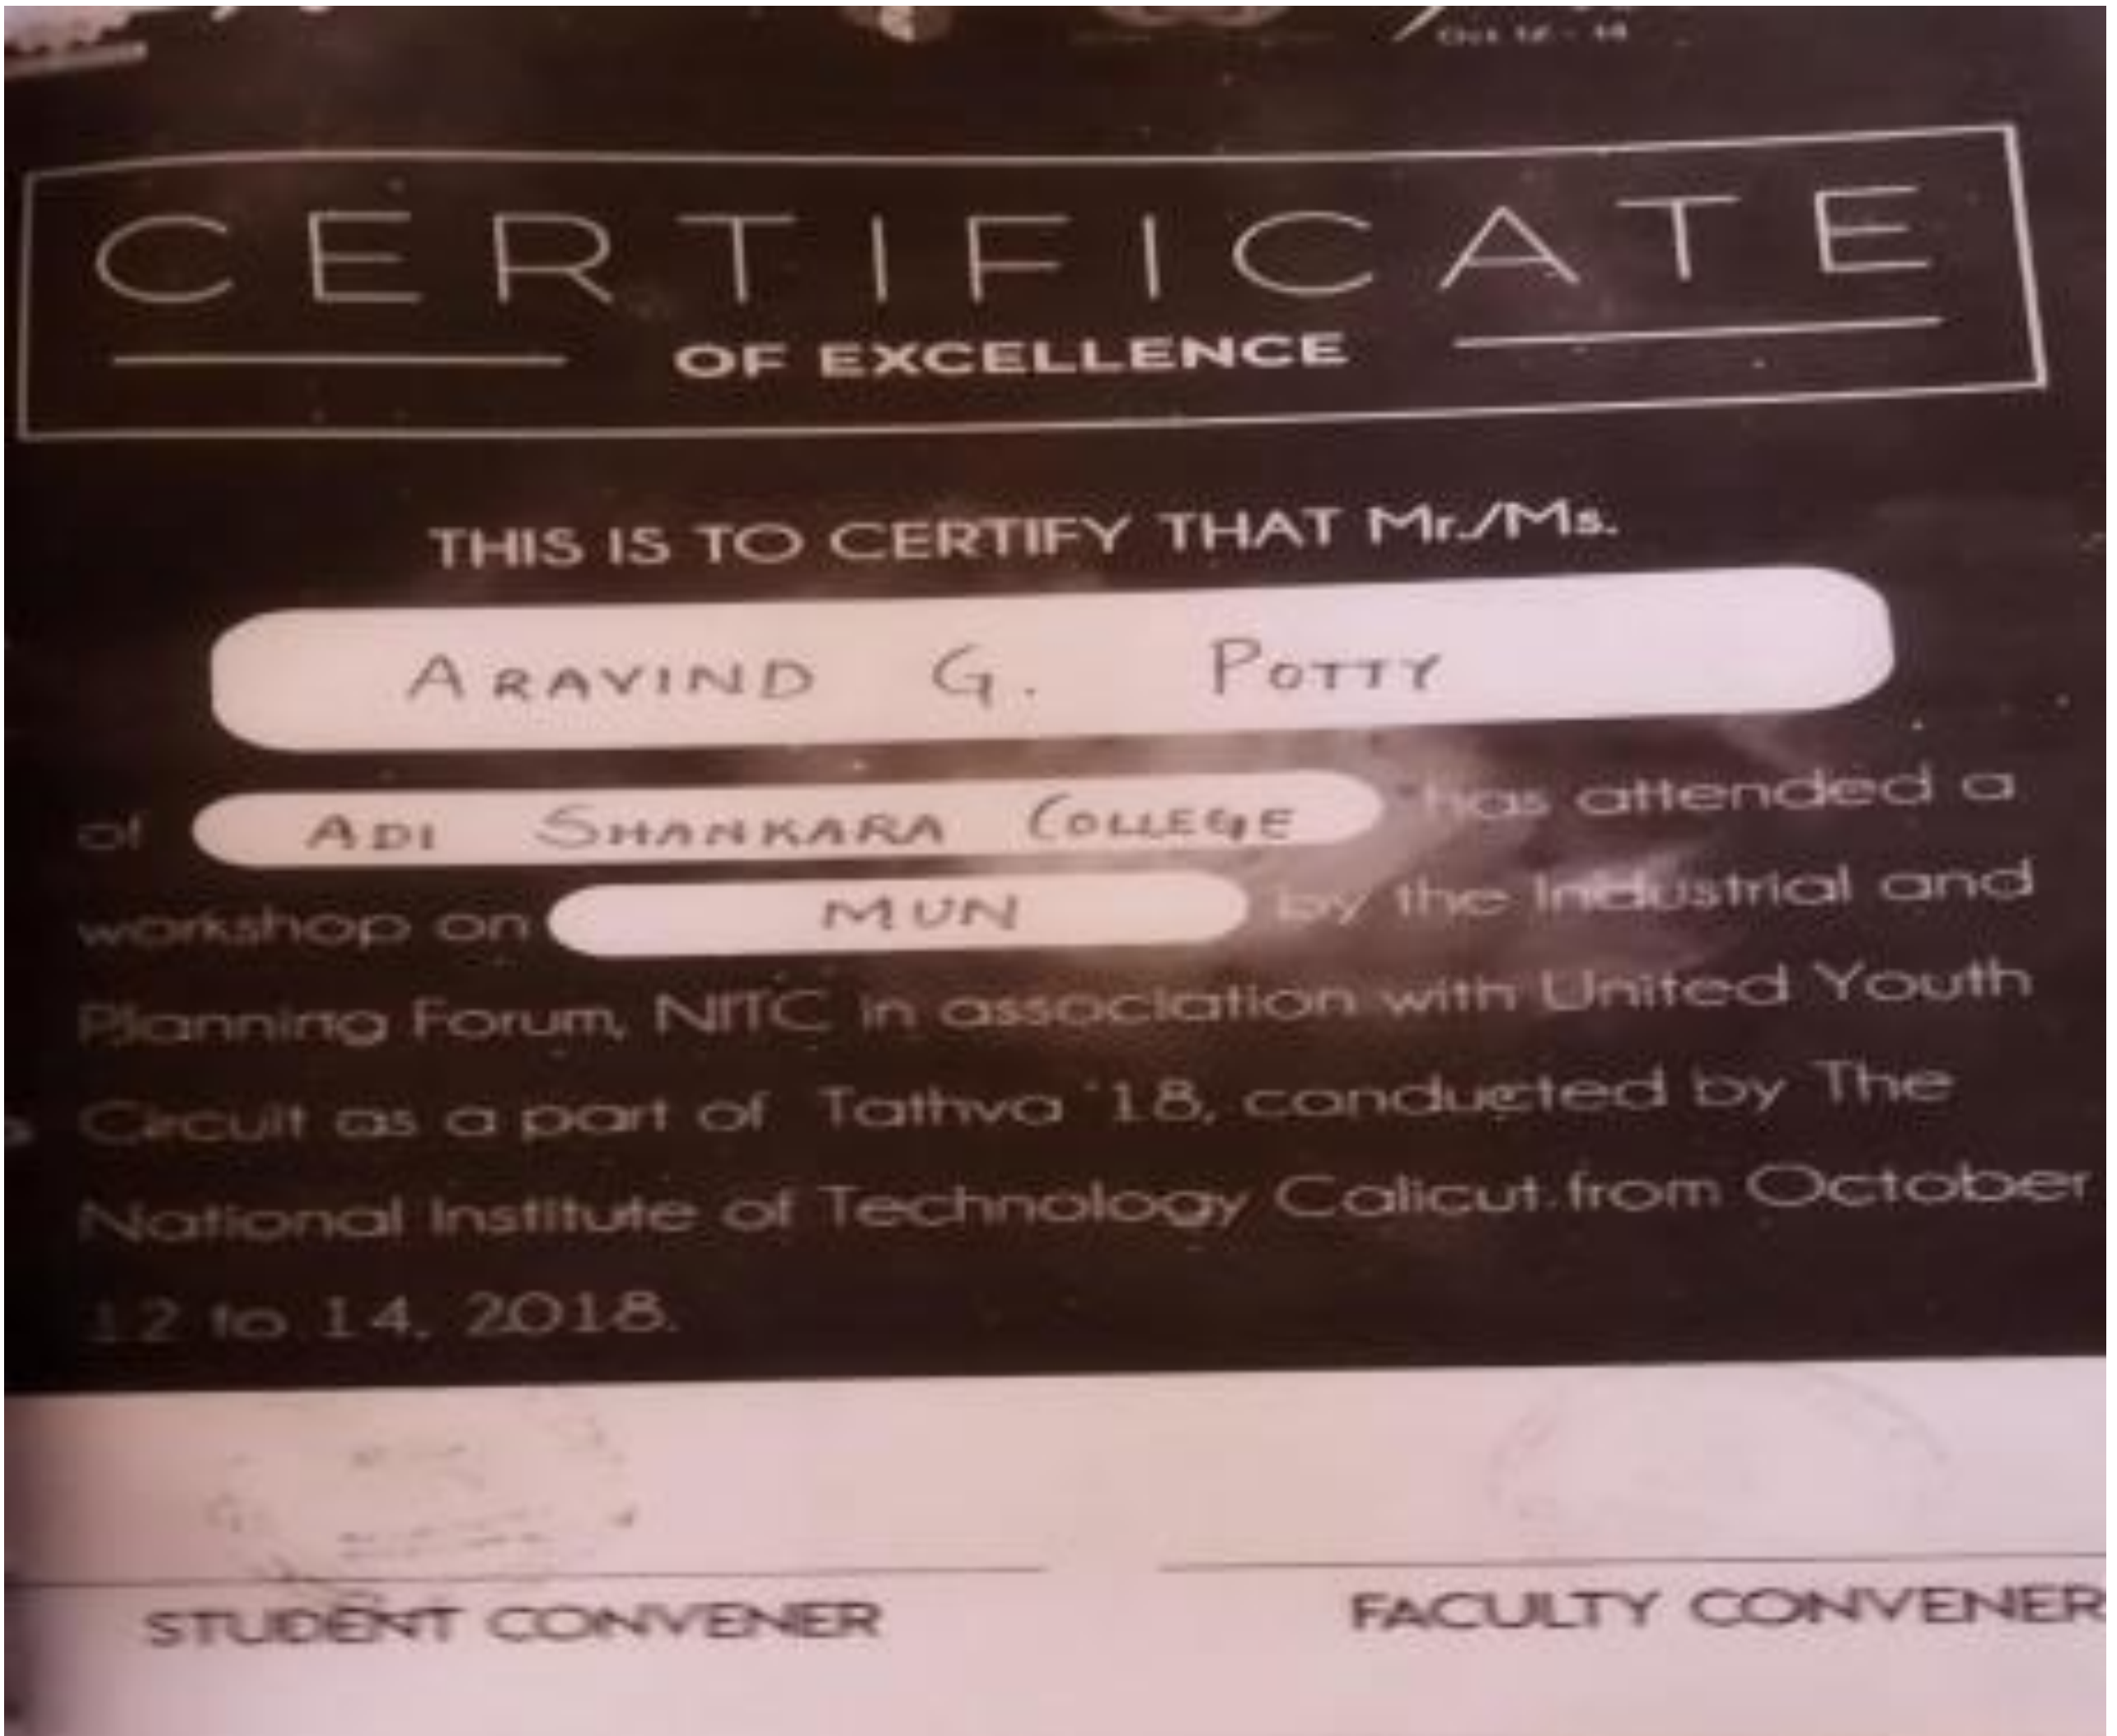 Oct 12 - 14
CERTIFICATE
OF EXCELLENCE
THIS IS TO CERTIFY THAT Mr./Ms.
ARAVIND G. POTTY
of ADI SHANKARA COLLEGE has attended a
workshop on MUN by the Industrial and
Planning Forum, NITC in association with United Youth
Circuit as a part of Tathva '18, conducted by The
National Institute of Technology Calicut from October
12 to 14, 2018.
STUDENT CONVENER FACULTY CONVENER